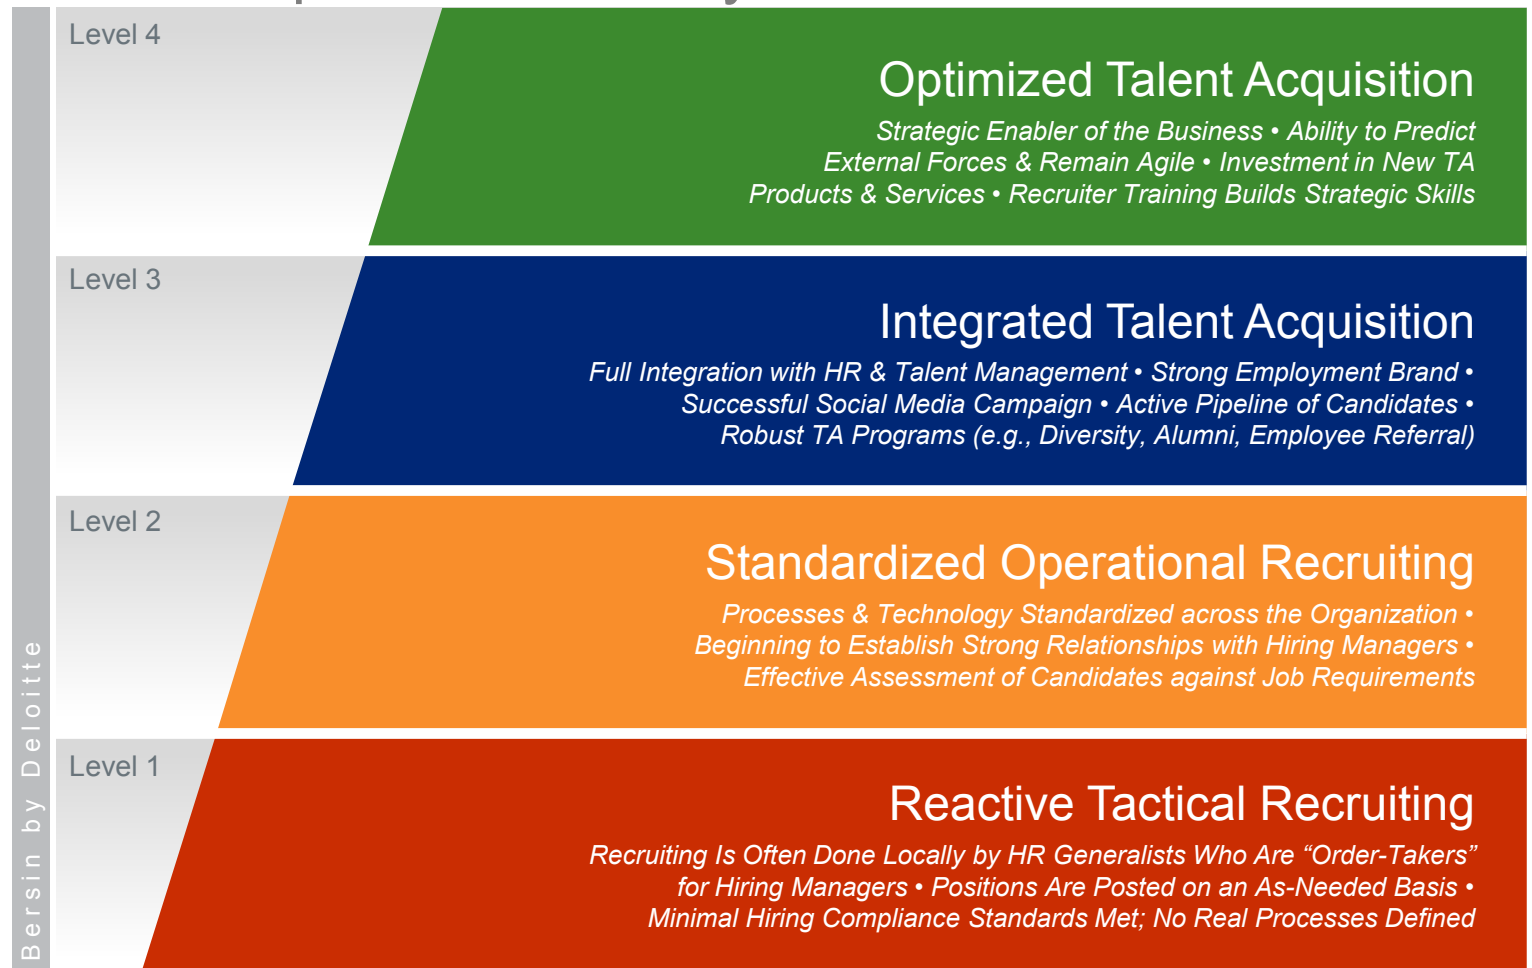 Level 4
Optimized Talent Acquisition
Strategic Enabler of the Business • Ability to Predict
External Forces & Remain Agile • Investment in New TA
Products & Services • Recruiter Training Builds Strategic Skills
Level 3
Integrated Talent Acquisition
Full Integration with HR & Talent Management • Strong Employment Brand •
Successful Social Media Campaign • Active Pipeline of Candidates •
Robust TA Programs (e.g., Diversity, Alumni, Employee Referral)
Level 2
Standardized Operational Recruiting
Processes & Technology Standardized across the Organization •
Beginning to Establish Strong Relationships with Hiring Managers •
Effective Assessment of Candidates against Job Requirements
Level 1
Reactive Tactical Recruiting
Recruiting Is Often Done Locally by HR Generalists Who Are “Order-Takers”
for Hiring Managers • Positions Are Posted on an As-Needed Basis •
Minimal Hiring Compliance Standards Met; No Real Processes Defined
Bersin by Deloitte